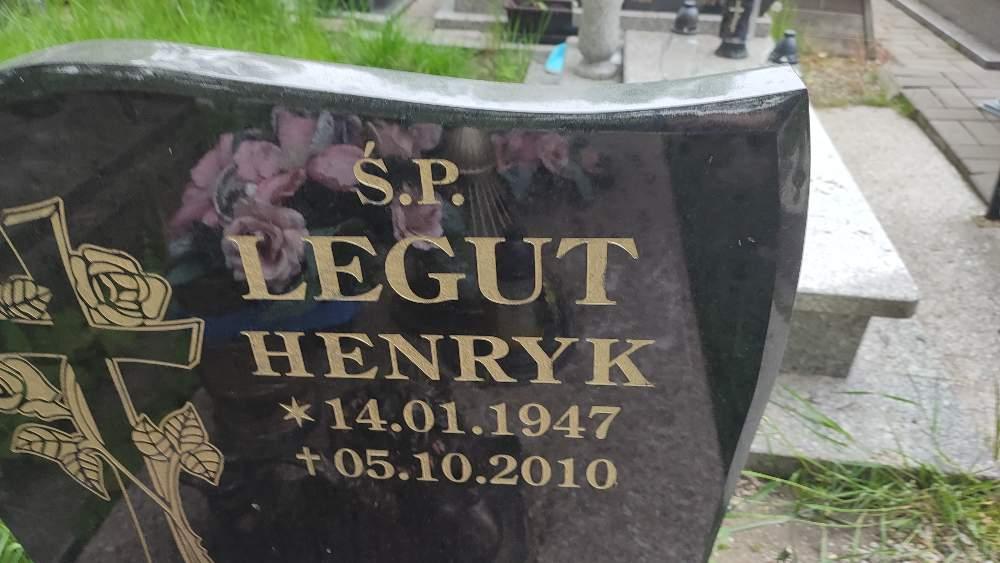 Ś.P.
LEGUT
HENRYK
* 14.01.1947
✝ 05.10.2010